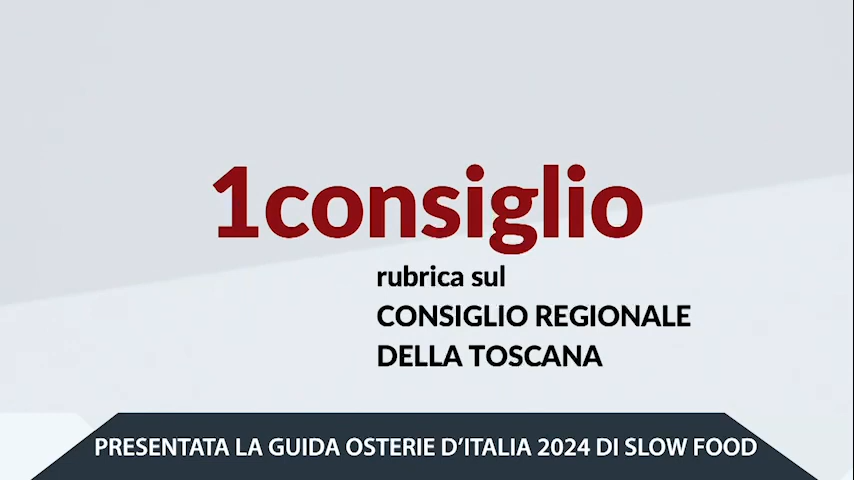 1consiglio
rubrica sul
CONSIGLIO REGIONALE
DELLA TOSCANA
PRESENTATA LA GUIDA OSTERIE D’ITALIA 2024 DI SLOW FOOD